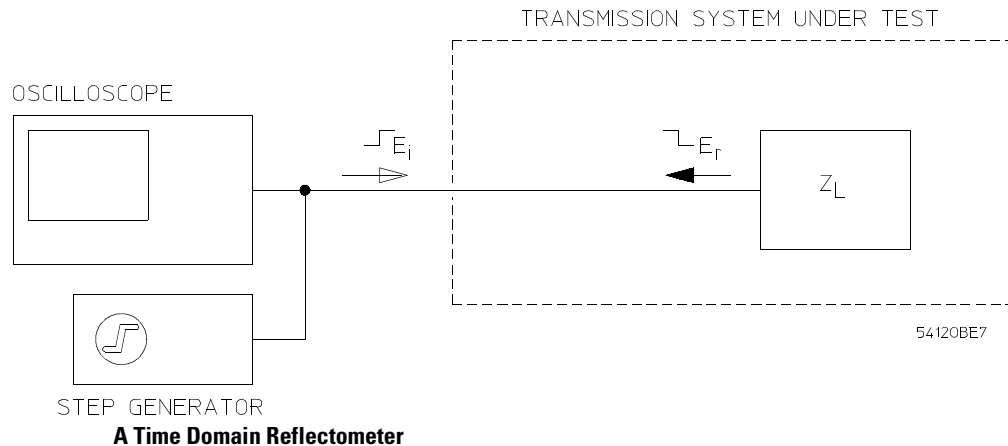 TRANSMISSION SYSTEM UNDER TEST
OSCILLOSCOPE
Ei
Er
ZL
54120BE7
STEP GENERATOR
A Time Domain Reflectometer